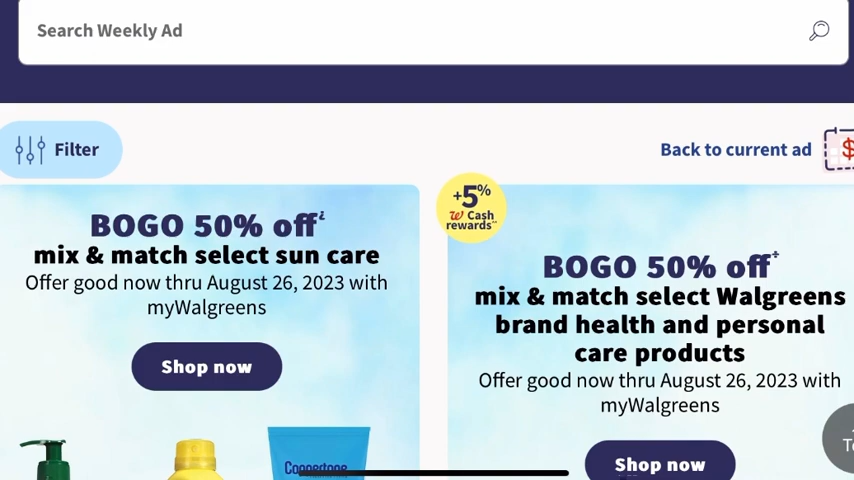 Search Weekly Ad
Filter
Back to current ad
BOGO 50% off¿
mix & match select sun care
Offer good now thru August 26, 2023 with
myWalgreens
Shop now
+5%
W Cash
rewards**
BOGO 50% off+
mix & match select Walgreens
brand health and personal
care products
Offer good now thru August 26, 2023 with
myWalgreens
Shop now
Coppertone
$